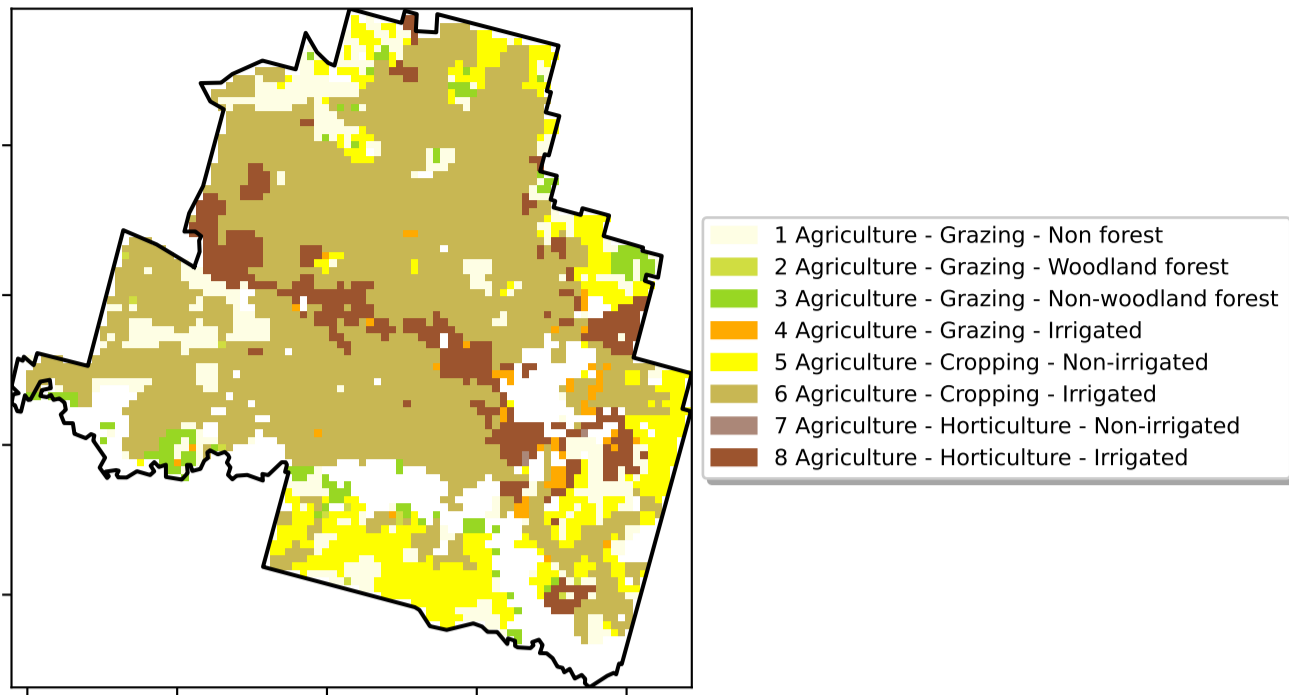 1 Agriculture - Grazing - Non forest
2 Agriculture - Grazing - Woodland forest
3 Agriculture - Grazing - Non-woodland forest
4 Agriculture - Grazing - Irrigated
5 Agriculture - Cropping - Non-irrigated
6 Agriculture - Cropping - Irrigated
7 Agriculture - Horticulture - Non-irrigated
8 Agriculture - Horticulture - Irrigated